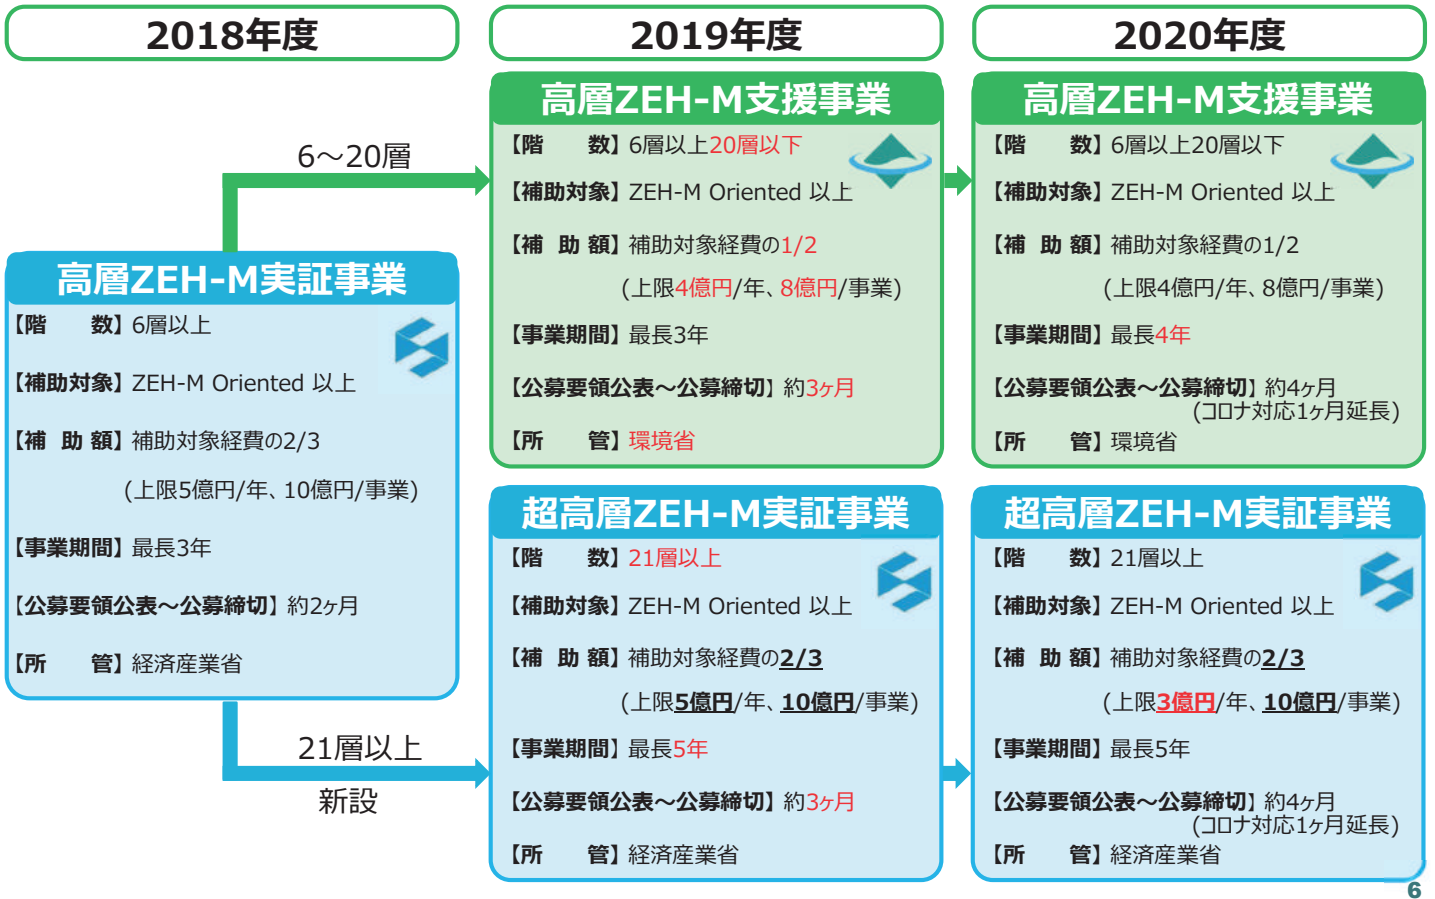 2018年度
2019年度
2020年度
6～20層
高層ZEH-M実証事業
【階　　数】6層以上
【補助対象】ZEH-M Oriented 以上
【補 助 額】補助対象経費の2/3
(上限5億円/年、10億円/事業)
【事業期間】最長3年
【公募要領公表～公募締切】約2ヶ月
【所　　管】経済産業省
21層以上
新設
高層ZEH-M支援事業
【階　　数】6層以上20層以下
【補助対象】ZEH-M Oriented 以上
【補 助 額】補助対象経費の1/2
(上限4億円/年、8億円/事業)
【事業期間】最長3年
【公募要領公表～公募締切】約3ヶ月
【所　　管】環境省
高層ZEH-M支援事業
【階　　数】6層以上20層以下
【補助対象】ZEH-M Oriented 以上
【補 助 額】補助対象経費の1/2
(上限4億円/年、8億円/事業)
【事業期間】最長4年
【公募要領公表～公募締切】約4ヶ月
(コロナ対応1ヶ月延長)
【所　　管】環境省
超高層ZEH-M実証事業
【階　　数】21層以上
【補助対象】ZEH-M Oriented 以上
【補 助 額】補助対象経費の2/3
(上限5億円/年、10億円/事業)
【事業期間】最長5年
【公募要領公表～公募締切】約3ヶ月
【所　　管】経済産業省
超高層ZEH-M実証事業
【階　　数】21層以上
【補助対象】ZEH-M Oriented 以上
【補 助 額】補助対象経費の2/3
(上限3億円/年、10億円/事業)
【事業期間】最長5年
【公募要領公表～公募締切】約4ヶ月
(コロナ対応1ヶ月延長)
【所　　管】経済産業省
6